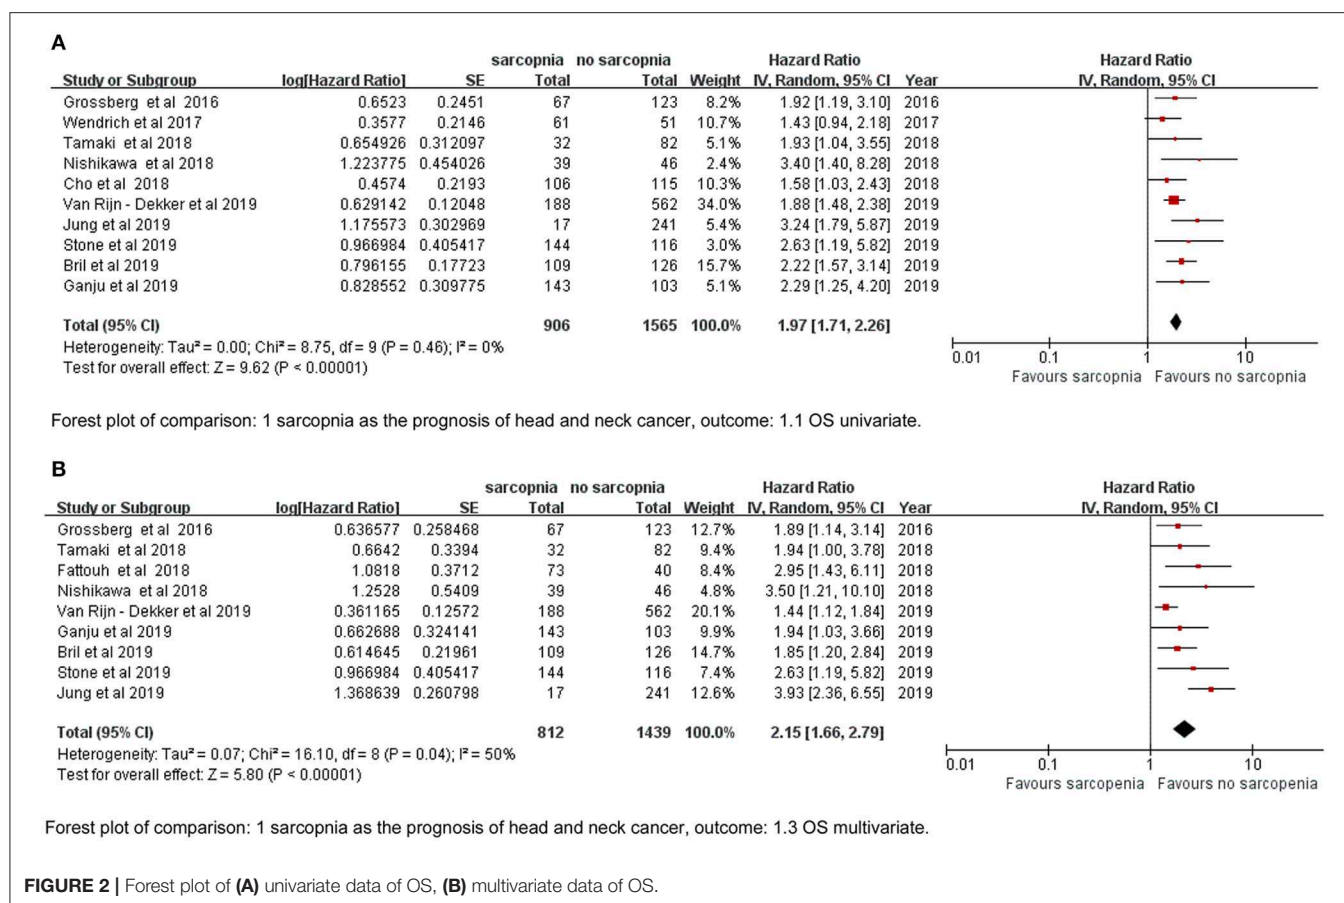 A
sarcopnia no sarcopnia Hazard Ratio Hazard Ratio
Study or Subgroup log[Hazard Ratio] SE Total Total Weight IV, Random, 95% CI Year IV, Random, 95% CI
Grossberg et al 2016 0.6523 0.2451 67 123 8.2% 1.92 [1.19, 3.10] 2016
Wendrich et al 2017 0.3577 0.2146 61 51 10.7% 1.43 [0.94, 2.18] 2017
Tamaki et al 2018 0.654926 0.312097 32 82 5.1% 1.93 [1.04, 3.55] 2018
Nishikawa et al 2018 1.223775 0.454026 39 46 2.4% 3.40 [1.40, 8.28] 2018
Cho et al 2018 0.4574 0.2193 106 115 10.3% 1.58 [1.03, 2.43] 2018
Van Rijn - Dekker et al 2019 0.629142 0.12048 188 562 34.0% 1.88 [1.48, 2.38] 2019
Jung et al 2019 1.175573 0.302969 17 241 5.4% 3.24 [1.79, 5.87] 2019
Stone et al 2019 0.966984 0.405417 144 116 3.0% 2.63 [1.19, 5.82] 2019
Bril et al 2019 0.796155 0.17723 109 126 15.7% 2.22 [1.57, 3.14] 2019
Ganju et al 2019 0.828552 0.309775 143 103 5.1% 2.29 [1.25, 4.20] 2019
Total (95% CI) 906 1565 100.0% 1.97 [1.71, 2.26]
Heterogeneity: Tau² = 0.00; Chi² = 8.75, df = 9 (P = 0.46); I² = 0%
Test for overall effect: Z = 9.62 (P < 0.00001)
0.01 0.1 1 10
Favours sarcopnia Favours no sarcopnia
Forest plot of comparison: 1 sarcopnia as the prognosis of head and neck cancer, outcome: 1.1 OS univariate.
B
sarcopnia no sarcopnia Hazard Ratio Hazard Ratio
Study or Subgroup log[Hazard Ratio] SE Total Total Weight IV, Random, 95% CI Year IV, Random, 95% CI
Grossberg et al 2016 0.636577 0.258468 67 123 12.7% 1.89 [1.14, 3.14] 2016
Tamaki et al 2018 0.6642 0.3394 32 82 9.4% 1.94 [1.00, 3.78] 2018
Fattouh et al 2018 1.0818 0.3712 73 40 8.4% 2.95 [1.43, 6.11] 2018
Nishikawa et al 2018 1.2528 0.5409 39 46 4.8% 3.50 [1.21, 10.10] 2018
Van Rijn - Dekker et al 2019 0.361165 0.12572 188 562 20.1% 1.44 [1.12, 1.84] 2019
Ganju et al 2019 0.662688 0.324141 143 103 9.9% 1.94 [1.03, 3.66] 2019
Bril et al 2019 0.614645 0.21961 109 126 14.7% 1.85 [1.20, 2.84] 2019
Stone et al 2019 0.966984 0.405417 144 116 7.4% 2.63 [1.19, 5.82] 2019
Jung et al 2019 1.368639 0.260798 17 241 12.6% 3.93 [2.36, 6.55] 2019
Total (95% CI) 812 1439 100.0% 2.15 [1.66, 2.79]
Heterogeneity: Tau² = 0.07; Chi² = 16.10, df = 8 (P = 0.04); I² = 50%
Test for overall effect: Z = 5.80 (P < 0.00001)
0.01 0.1 1 10
Favours sarcopenia Favours no sarcopenia
Forest plot of comparison: 1 sarcopnia as the prognosis of head and neck cancer, outcome: 1.3 OS multivariate.
FIGURE 2 | Forest plot of (A) univariate data of OS, (B) multivariate data of OS.